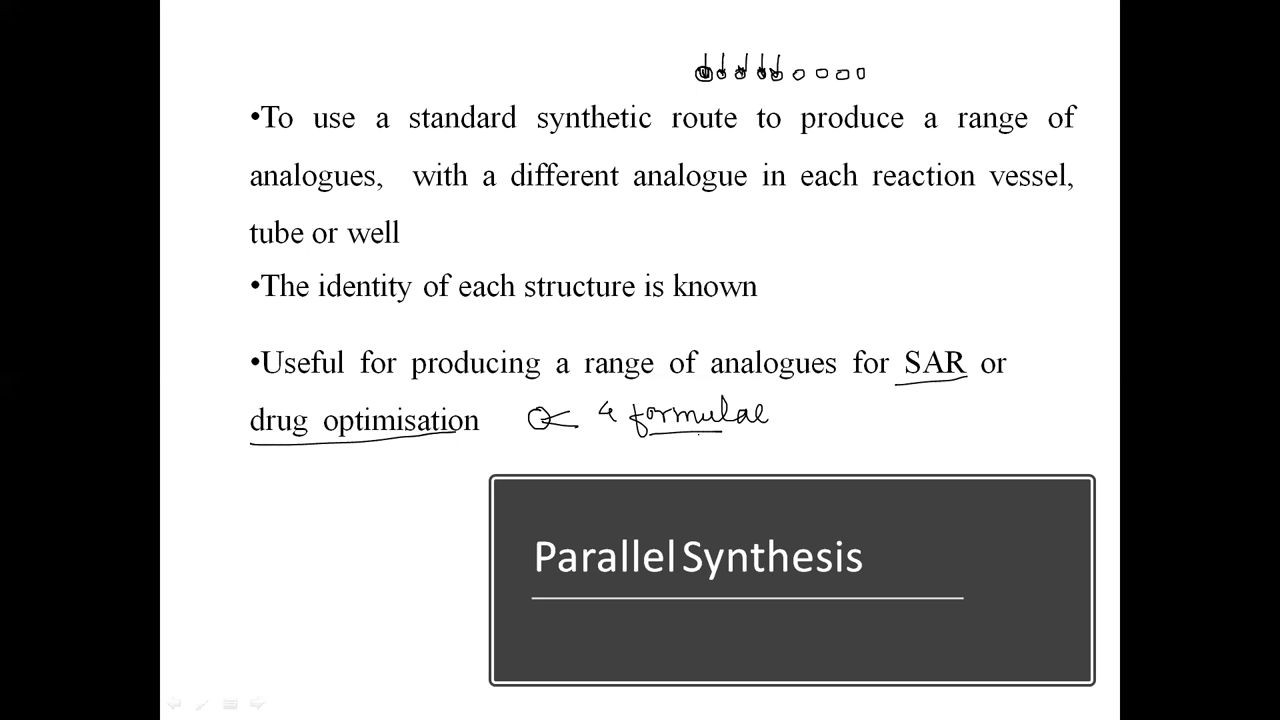 •To use a standard synthetic route to produce a range of
analogues, with a different analogue in each reaction vessel,
tube or well
•The identity of each structure is known
•Useful for producing a range of analogues for SAR or
drug optimisation formulae
Parallel Synthesis